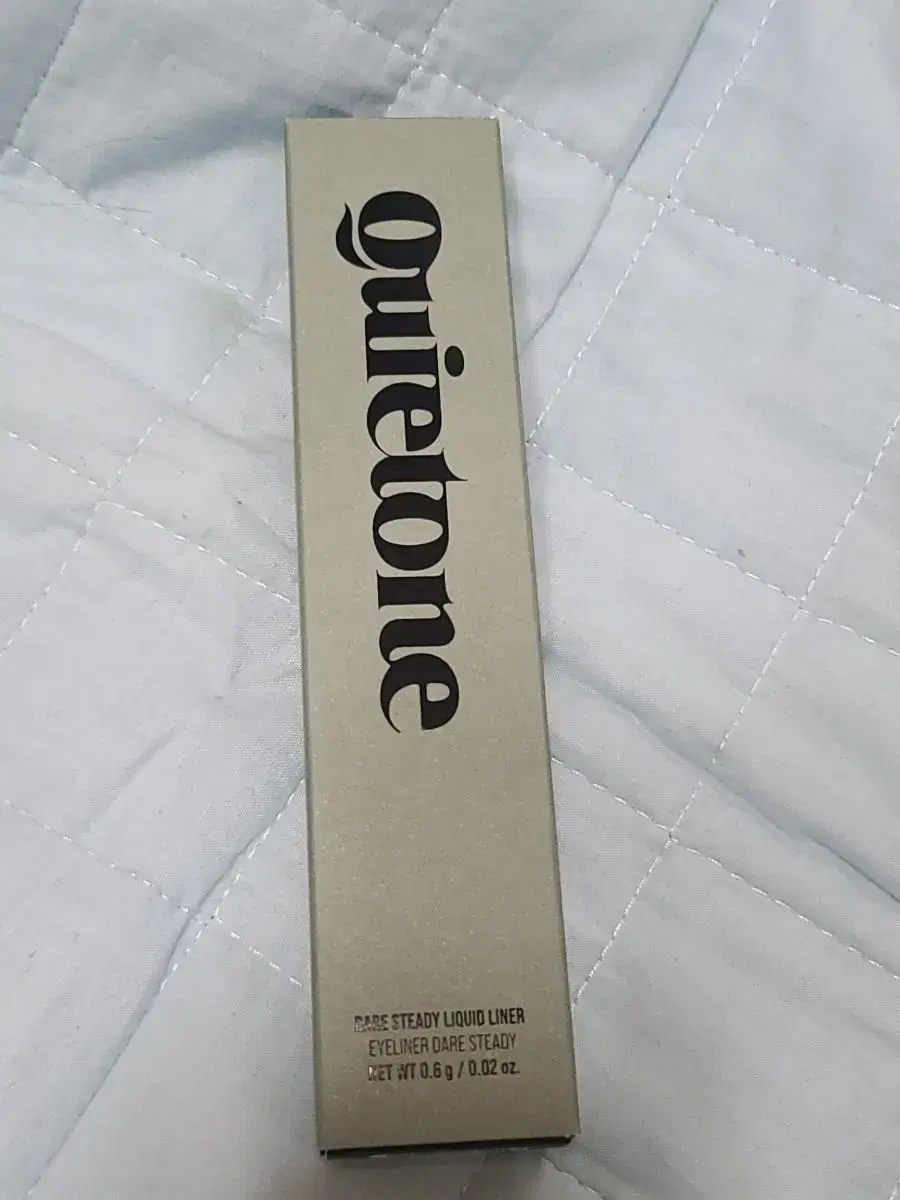 Quietone
DARE STEADY LIQUID LINER
EYELINER DARE STEADY
NET WT 0.6 g / 0.02 oz.